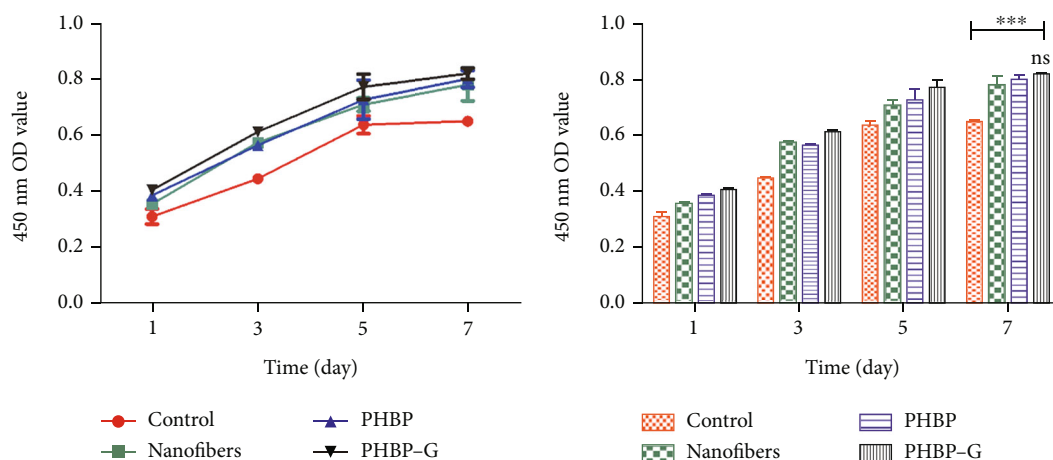 1.0
0.8
0.6
0.4
0.2
0.0
450 nm OD value
1 3 5 7
Time (day)
Control
PHBP
Nanofibers
PHBP–G
1.0
0.8
0.6
0.4
0.2
0.0
450 nm OD value
***
ns
1 3 5 7
Time (day)
Control
PHBP
Nanofibers
PHBP–G